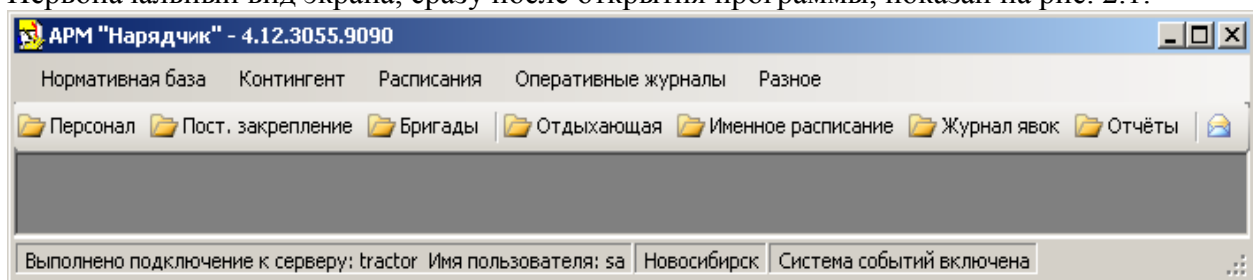 Первоначальный вид экрана, сразу после открытия программы, показан на рис. 2.1.
АРМ "Нарядчик" - 4.12.3055.9090
Нормативная база Контингент Расписания Оперативные журналы Разное
Персонал Пост. закрепление Бригады Отдыхающая Именное расписание Журнал явок Отчёты
Выполнено подключение к серверу: tractor Имя пользователя: sa Новосибирск Система событий включена